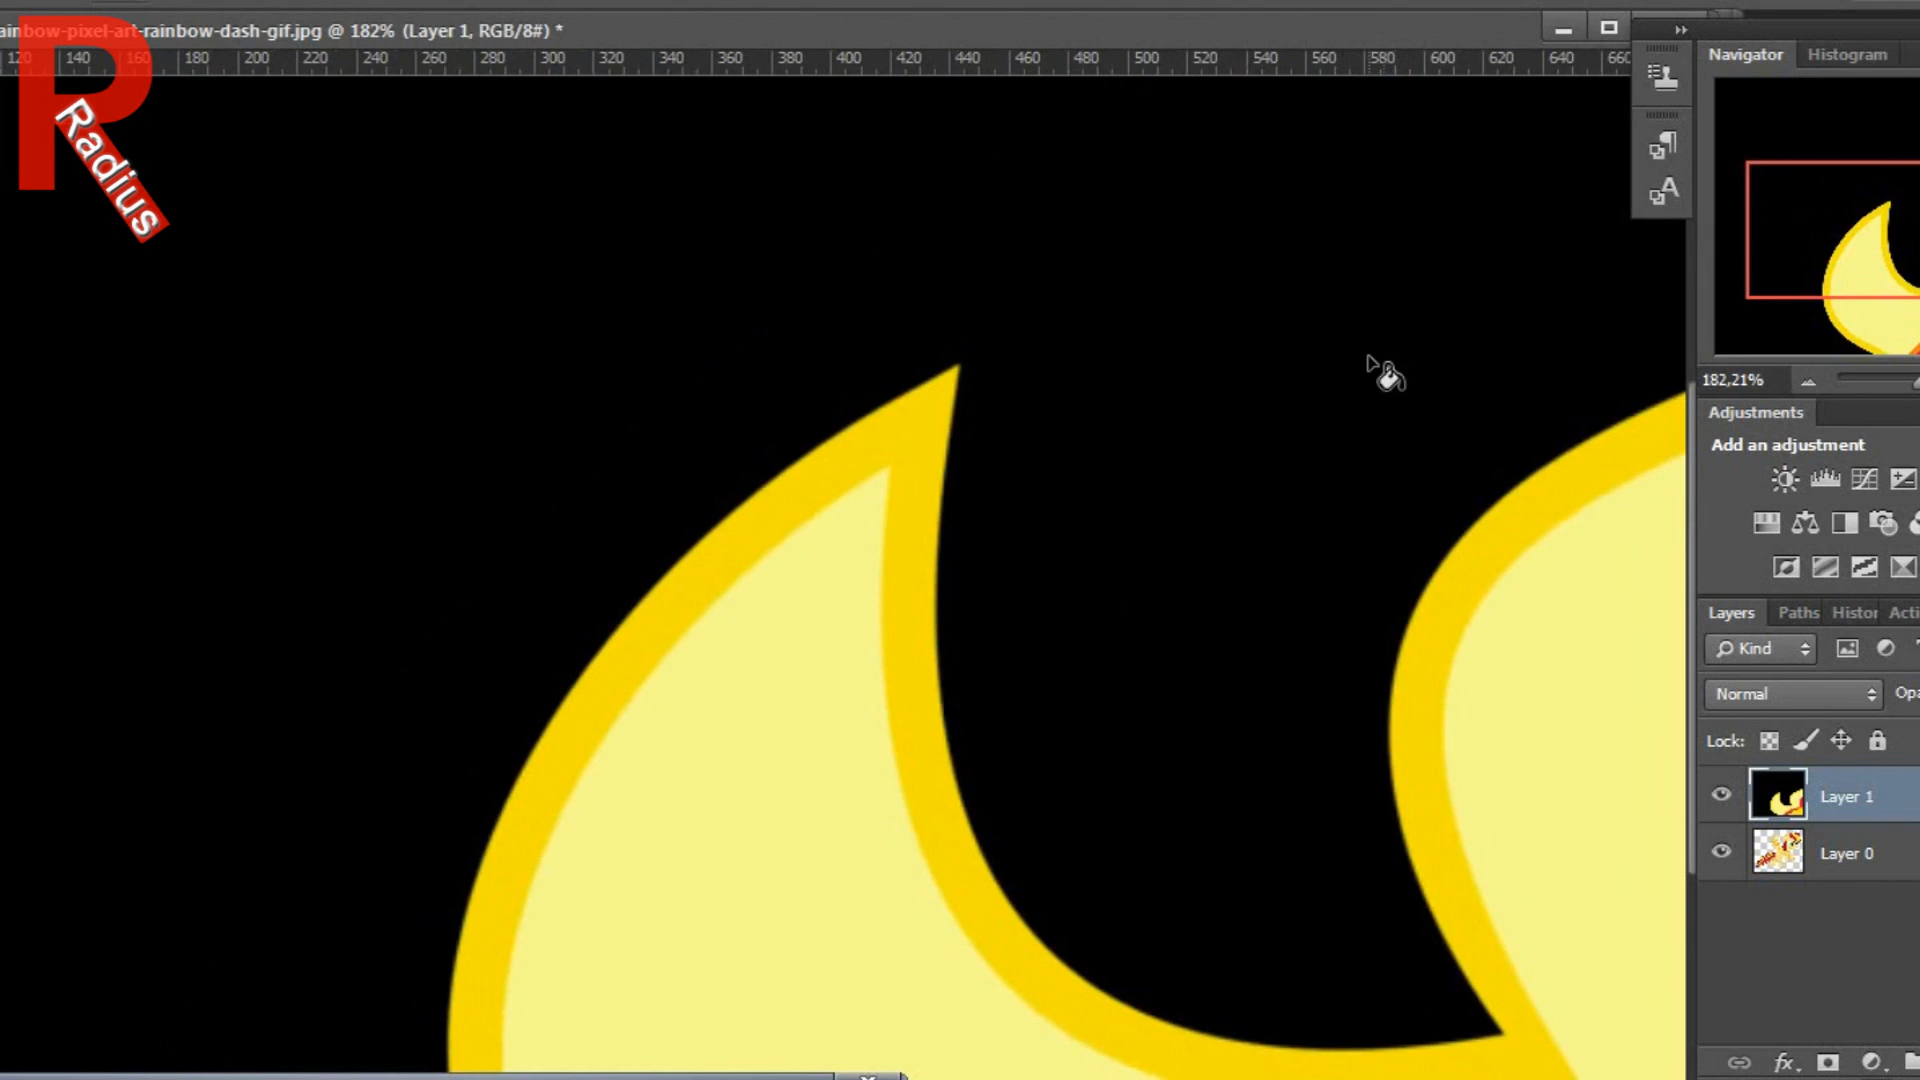 ainbow-pixel-art-rainbow-dash-gif.jpg @ 182% (Layer 1, RGB/8#) *
120 140 160 180 200 220 240 260 280 300 320 340 360 380 400 420 440 460 480 500 520 540 560 580 600 620 640 660
R
Radius
Navigator Histogram
A
182,21%
Adjustments
Add an adjustment
Layers Paths Histor Acti
Kind
Normal Opa
Lock:
Layer 1
Layer 0
fx.